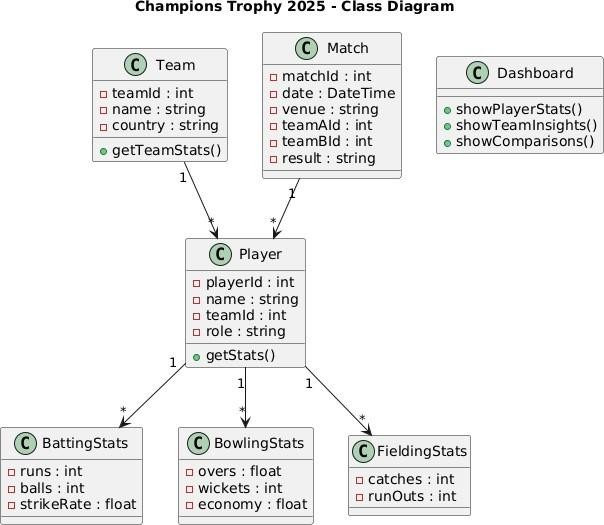 Champions Trophy 2025 - Class Diagram
C Team
teamId : int
name : string
country : string
getTeamStats()
C Match
matchId : int
date : DateTime
venue : string
teamAId : int
teamBId : int
result : string
C Dashboard
showPlayerStats()
showTeamInsights()
showComparisons()
1
*
1
*
C Player
playerId : int
name : string
teamId : int
role : string
getStats()
1
*
1
*
1
*
C BattingStats
runs : int
balls : int
strikeRate : float
C BowlingStats
overs : float
wickets : int
economy : float
C FieldingStats
catches : int
runOuts : int